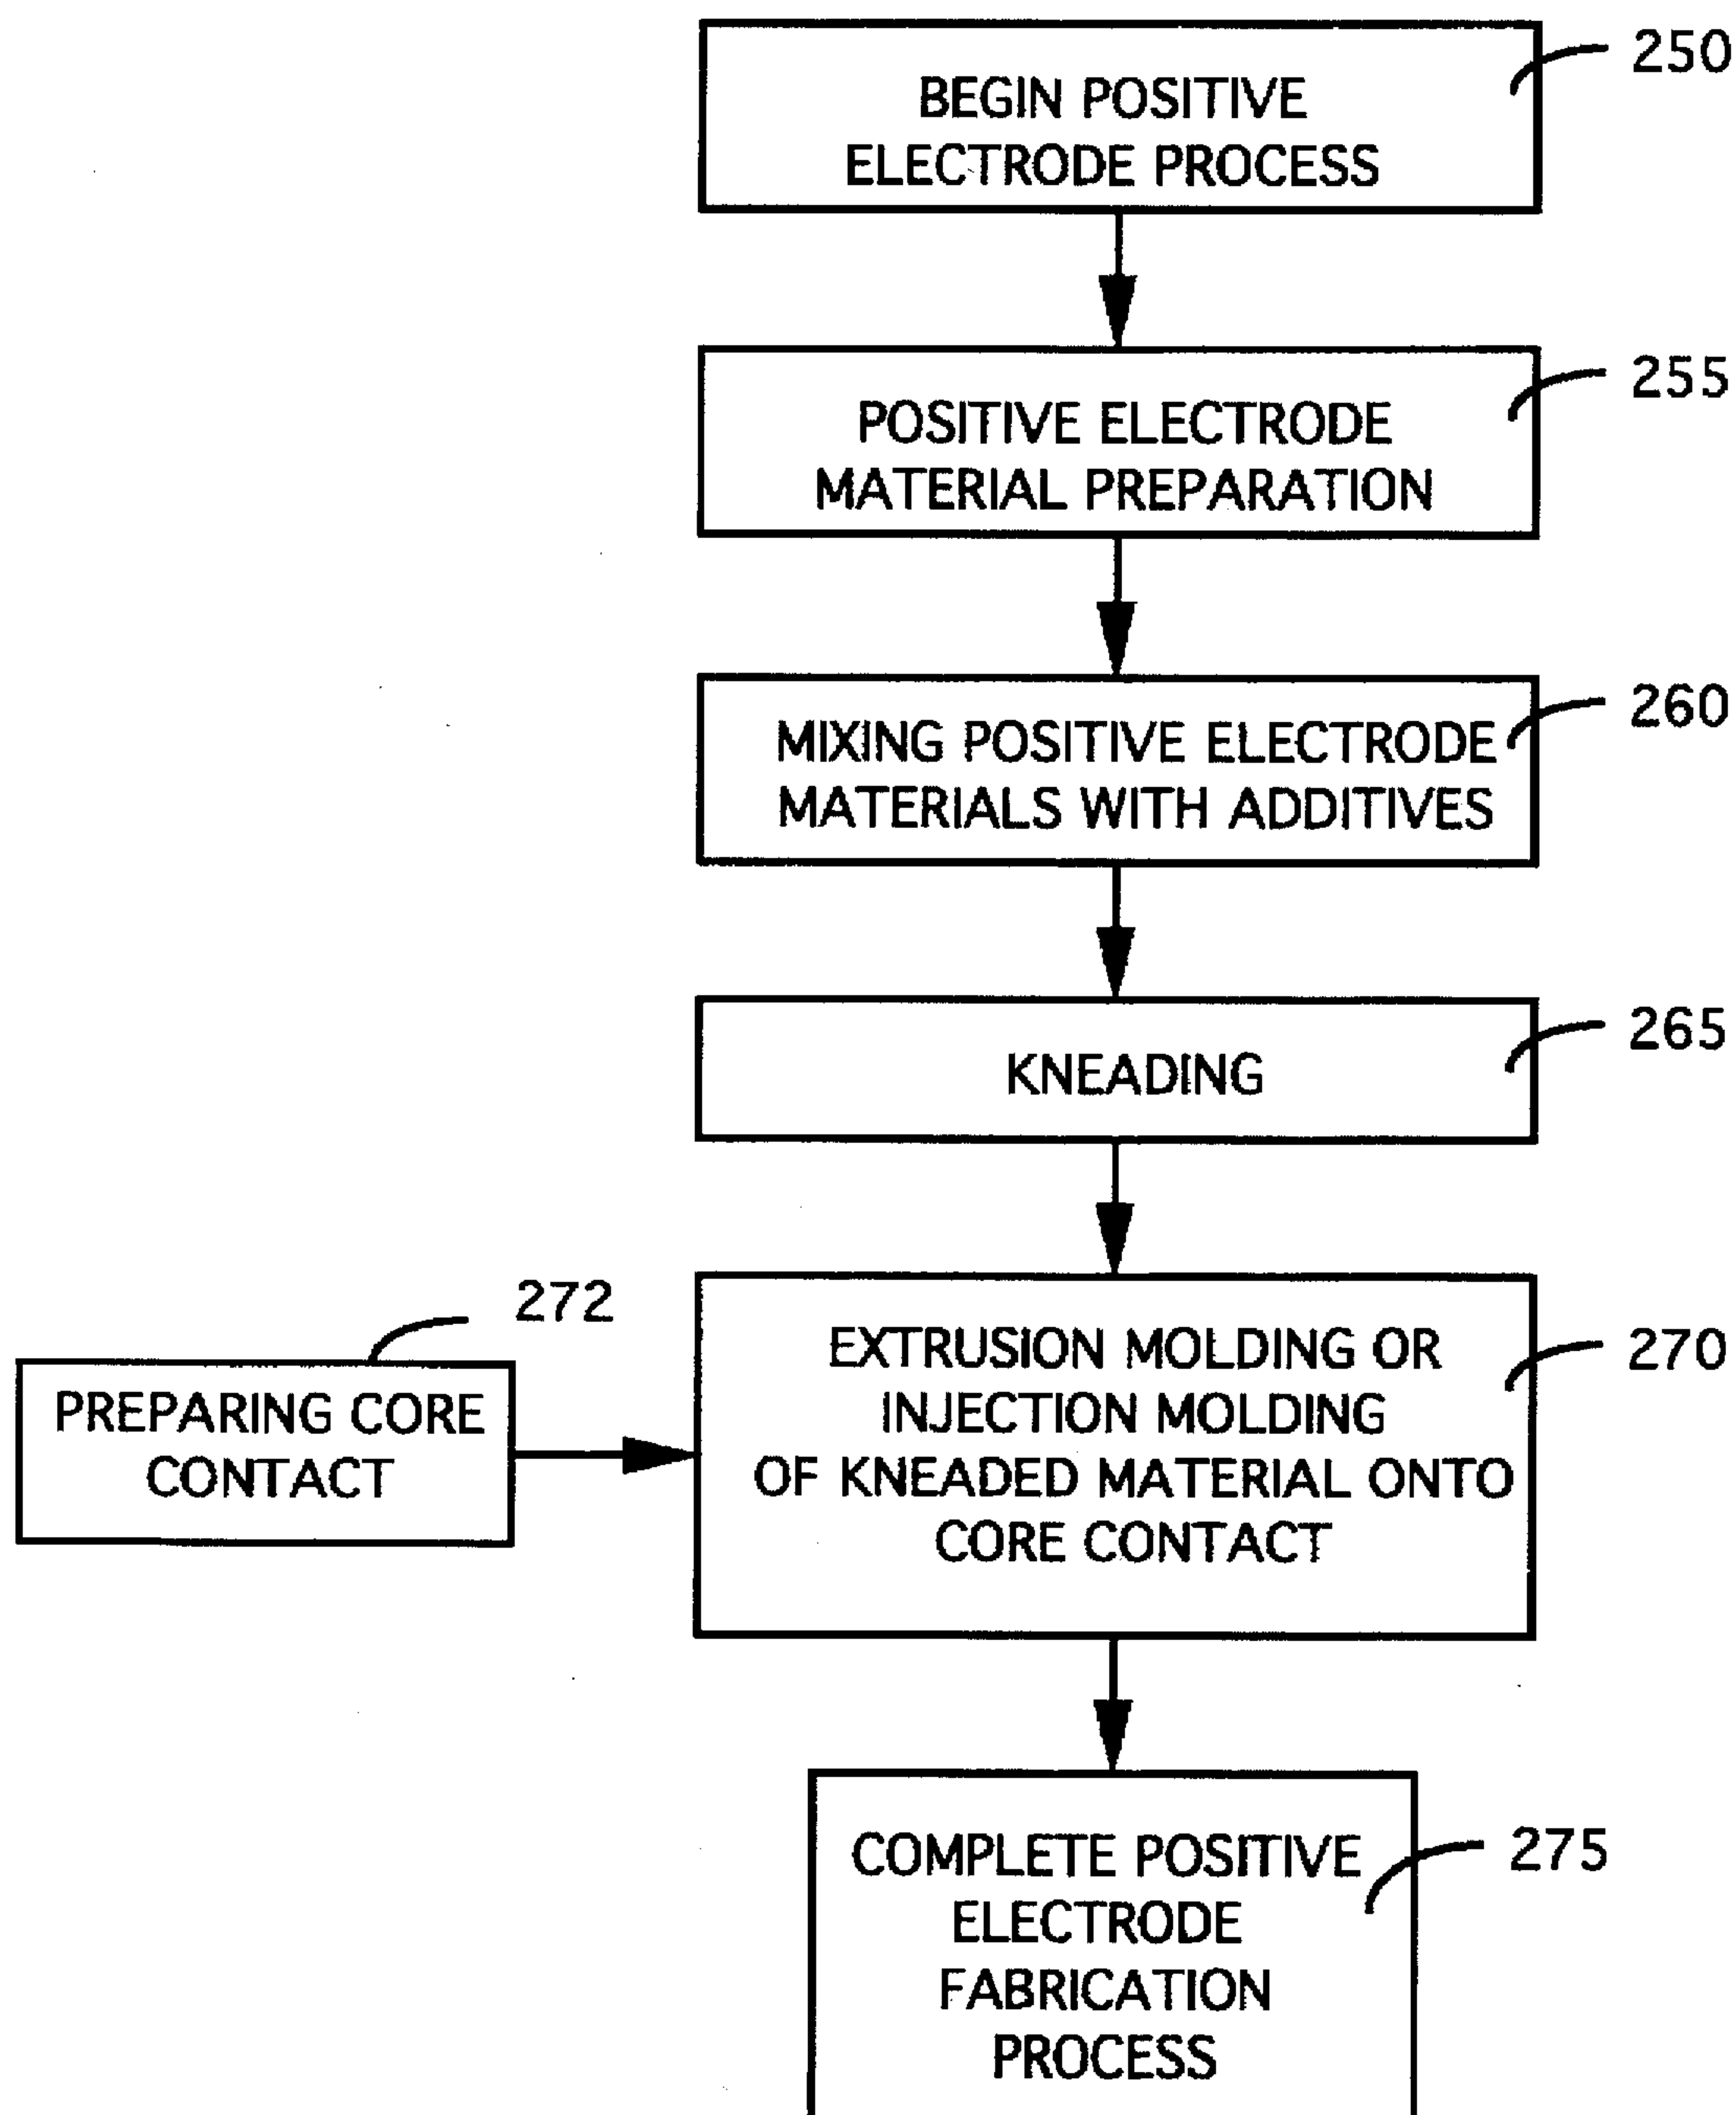 250
BEGIN POSITIVE
ELECTRODE PROCESS
255
POSITIVE ELECTRODE
MATERIAL PREPARATION
260
MIXING POSITIVE ELECTRODE
MATERIALS WITH ADDITIVES
265
KNEADING
272
PREPARING CORE
CONTACT
270
EXTRUSION MOLDING OR
INJECTION MOLDING
OF KNEADED MATERIAL ONTO
CORE CONTACT
275
COMPLETE POSITIVE
ELECTRODE
FABRICATION
PROCESS